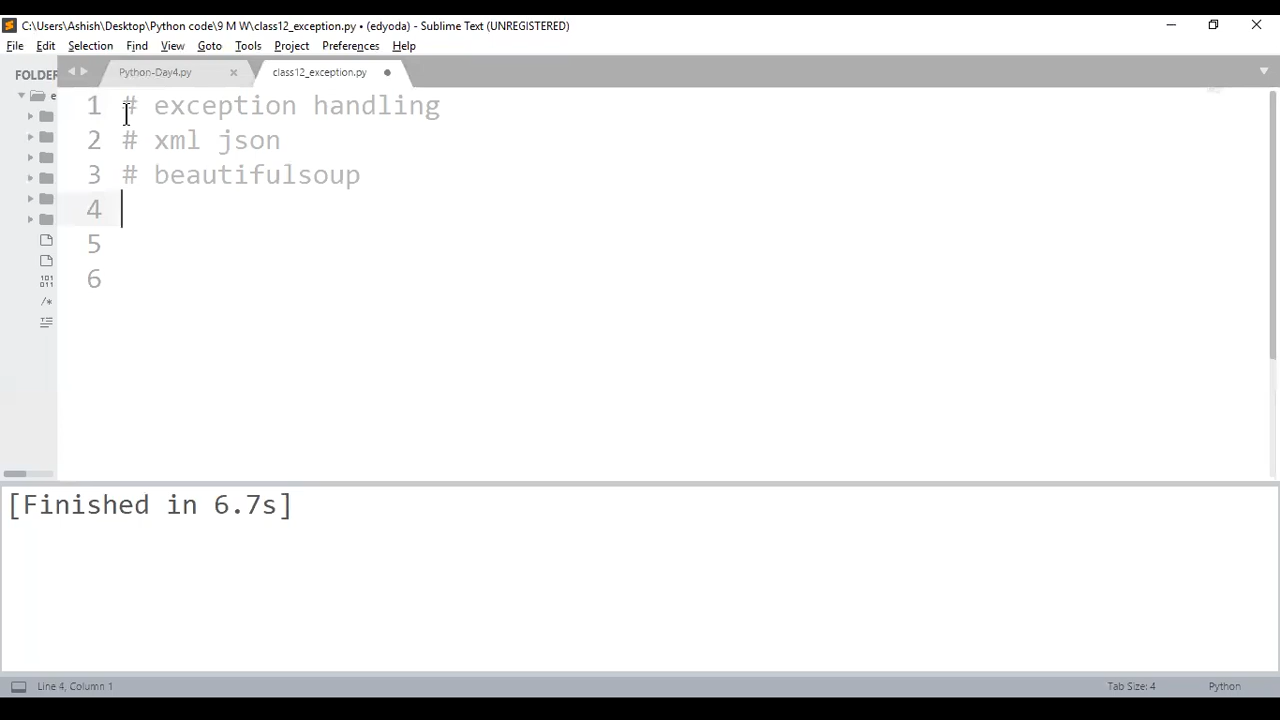 C:\Users\Ashish\Desktop\Python code\9 M W\class12_exception.py • (edyoda) - Sublime Text (UNREGISTERED)
File Edit Selection Find View Goto Tools Project Preferences Help
FOLDER
Python-Day4.py
class12_exception.py
e
1 # exception handling
2 # xml json
3 # beautifulsoup
4
5
6
[Finished in 6.7s]
Line 4, Column 1
Tab Size: 4
Python